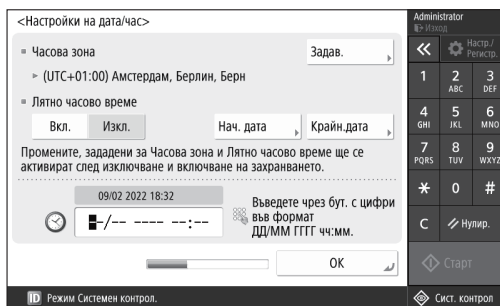 <Настройки на дата/час>
Часова зона
Задав.
(UTC+01:00) Амстердам, Берлин, Берн
Лятно часово време
Вкл.
Изкл.
Нач. дата
Крайн.дата
Промените, зададени за Часова зона и Лятно часово време ще се
активират след изключване и включване на захранването.
09/02 2022 18:32
-/-- ---- --:--
Въведете чрез бут. с цифри
във формат
ДД/ММ ГГГГ чч:мм.
OK
ID Режим Системен контрол.
Administrator
Изход
Настр./
Регистр.
1
2
ABC
3
DEF
4
GHI
5
JKL
6
MNO
7
PQRS
8
TUV
9
WXYZ
0
#
C
Нулир.
Старт
Сист. контрол